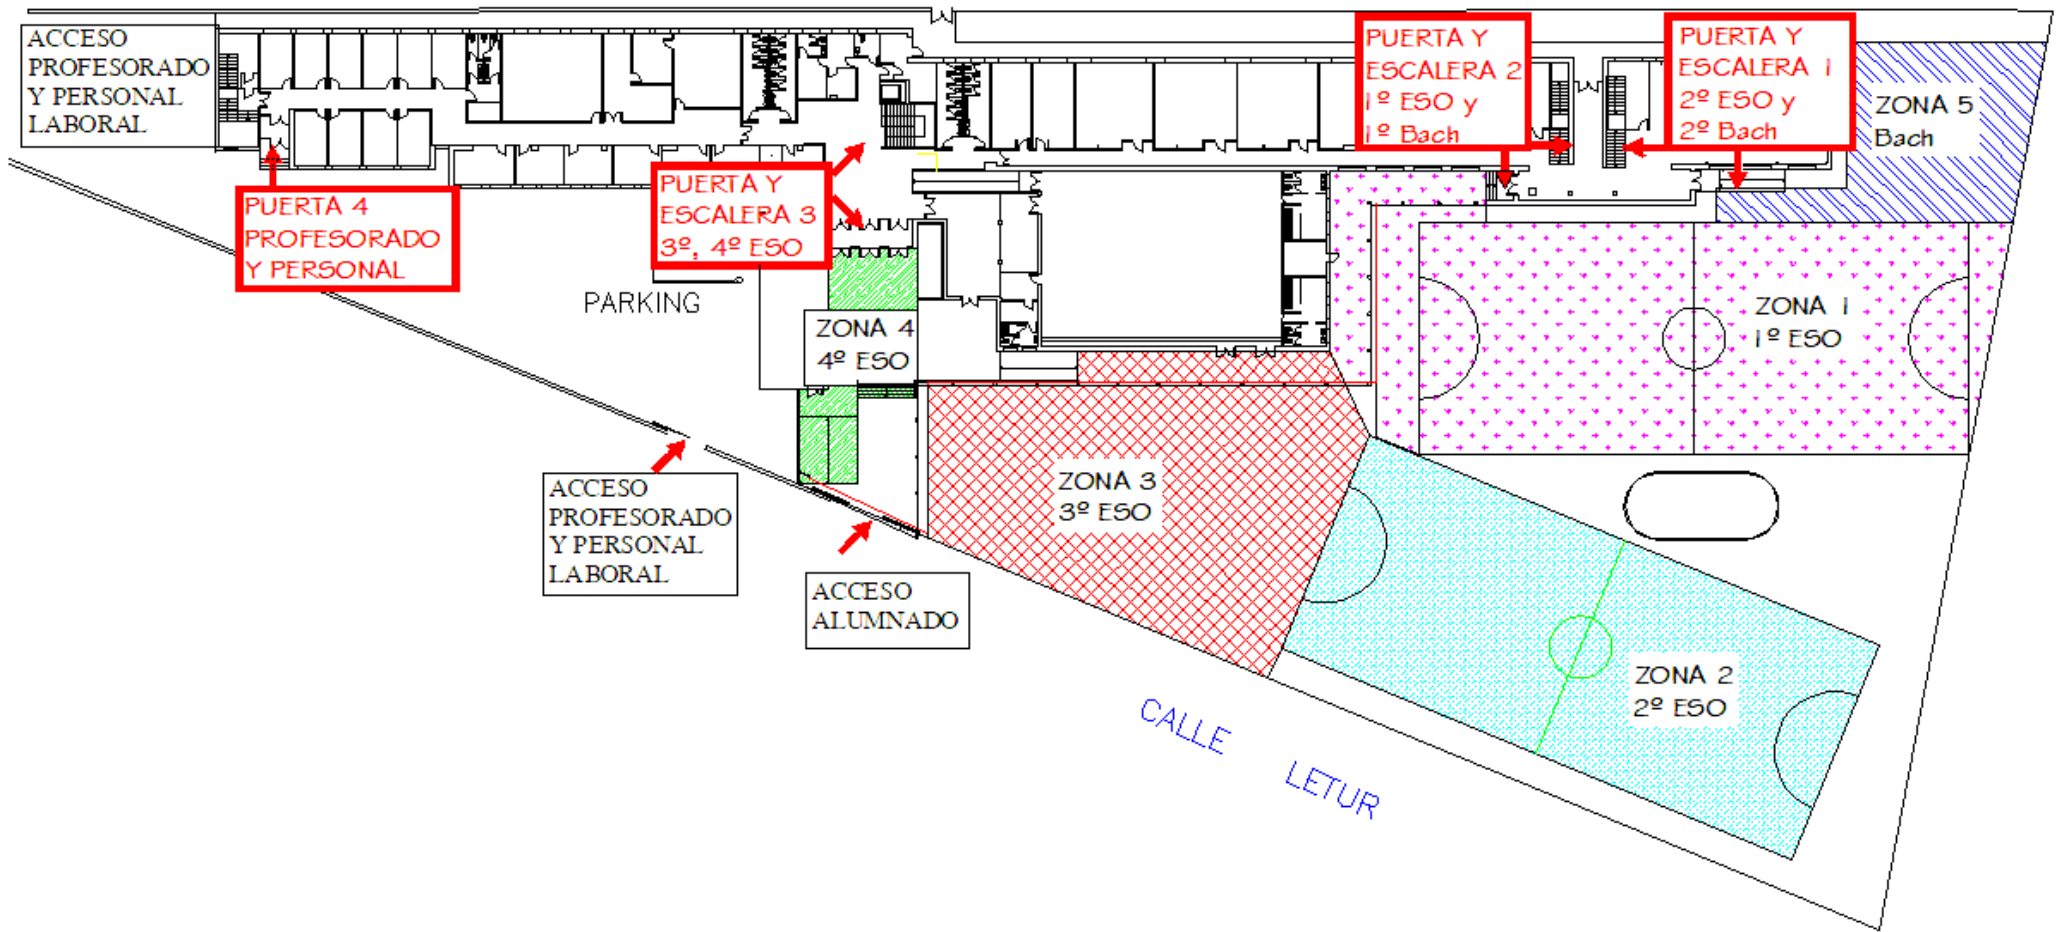 ACCESO
PROFESORADO
Y PERSONAL
LABORAL
PUERTA 4
PROFESORADO
Y PERSONAL
PUERTA Y
ESCALERA 3
3º, 4º ESO
PUERTA Y
ESCALERA 2
1º ESO y
1º Bach
PUERTA Y
ESCALERA 1
2º ESO y
2º Bach
ZONA 5
Bach
PARKING
ZONA 4
4º ESO
ZONA 1
1º ESO
ZONA 3
3º ESO
ACCESO
PROFESORADO
Y PERSONAL
LABORAL
ACCESO
ALUMNADO
ZONA 2
2º ESO
CALLE LETUR